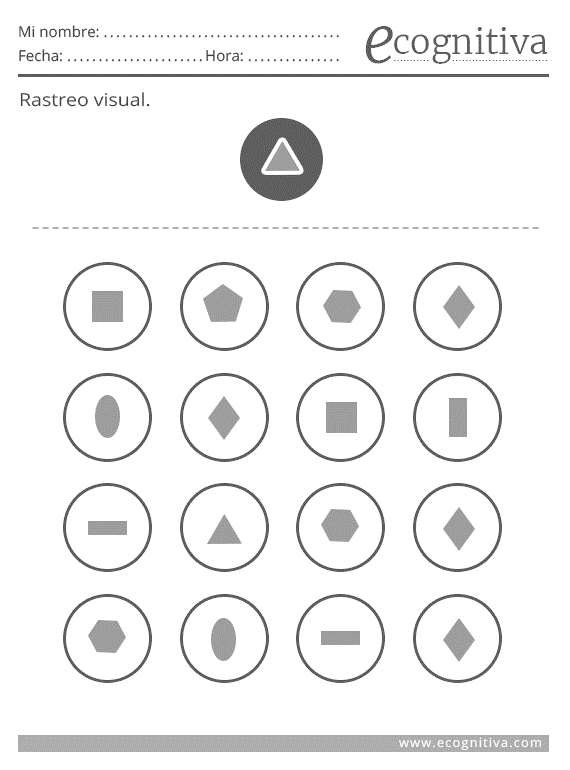 Mi nombre: ......................................
ecognitiva
Fecha: ......................Hora: ...............
Rastreo visual.
www.ecognitiva.com